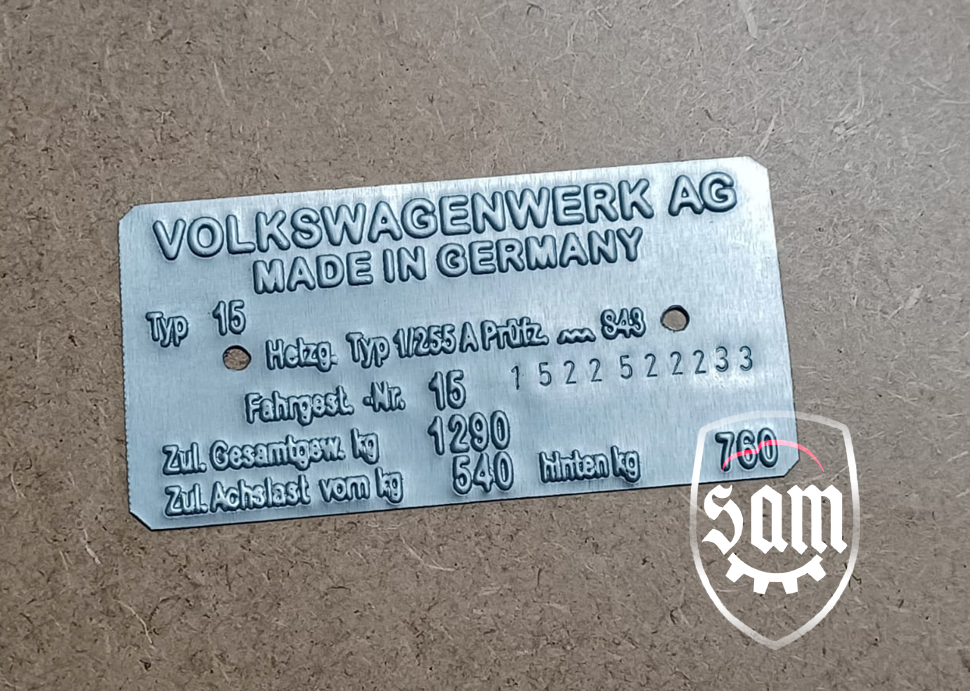 VOLKSWAGENWERK AG
MADE IN GERMANY
Typ 15
Heizg. Typ 1/255 A Prüfz. ~~~ S43
Fahrgest. -Nr. 15 1522522233
Zul. Gesamtgew. kg 1290
Zul. Achslast vorn kg 540 hinten kg 760
sam